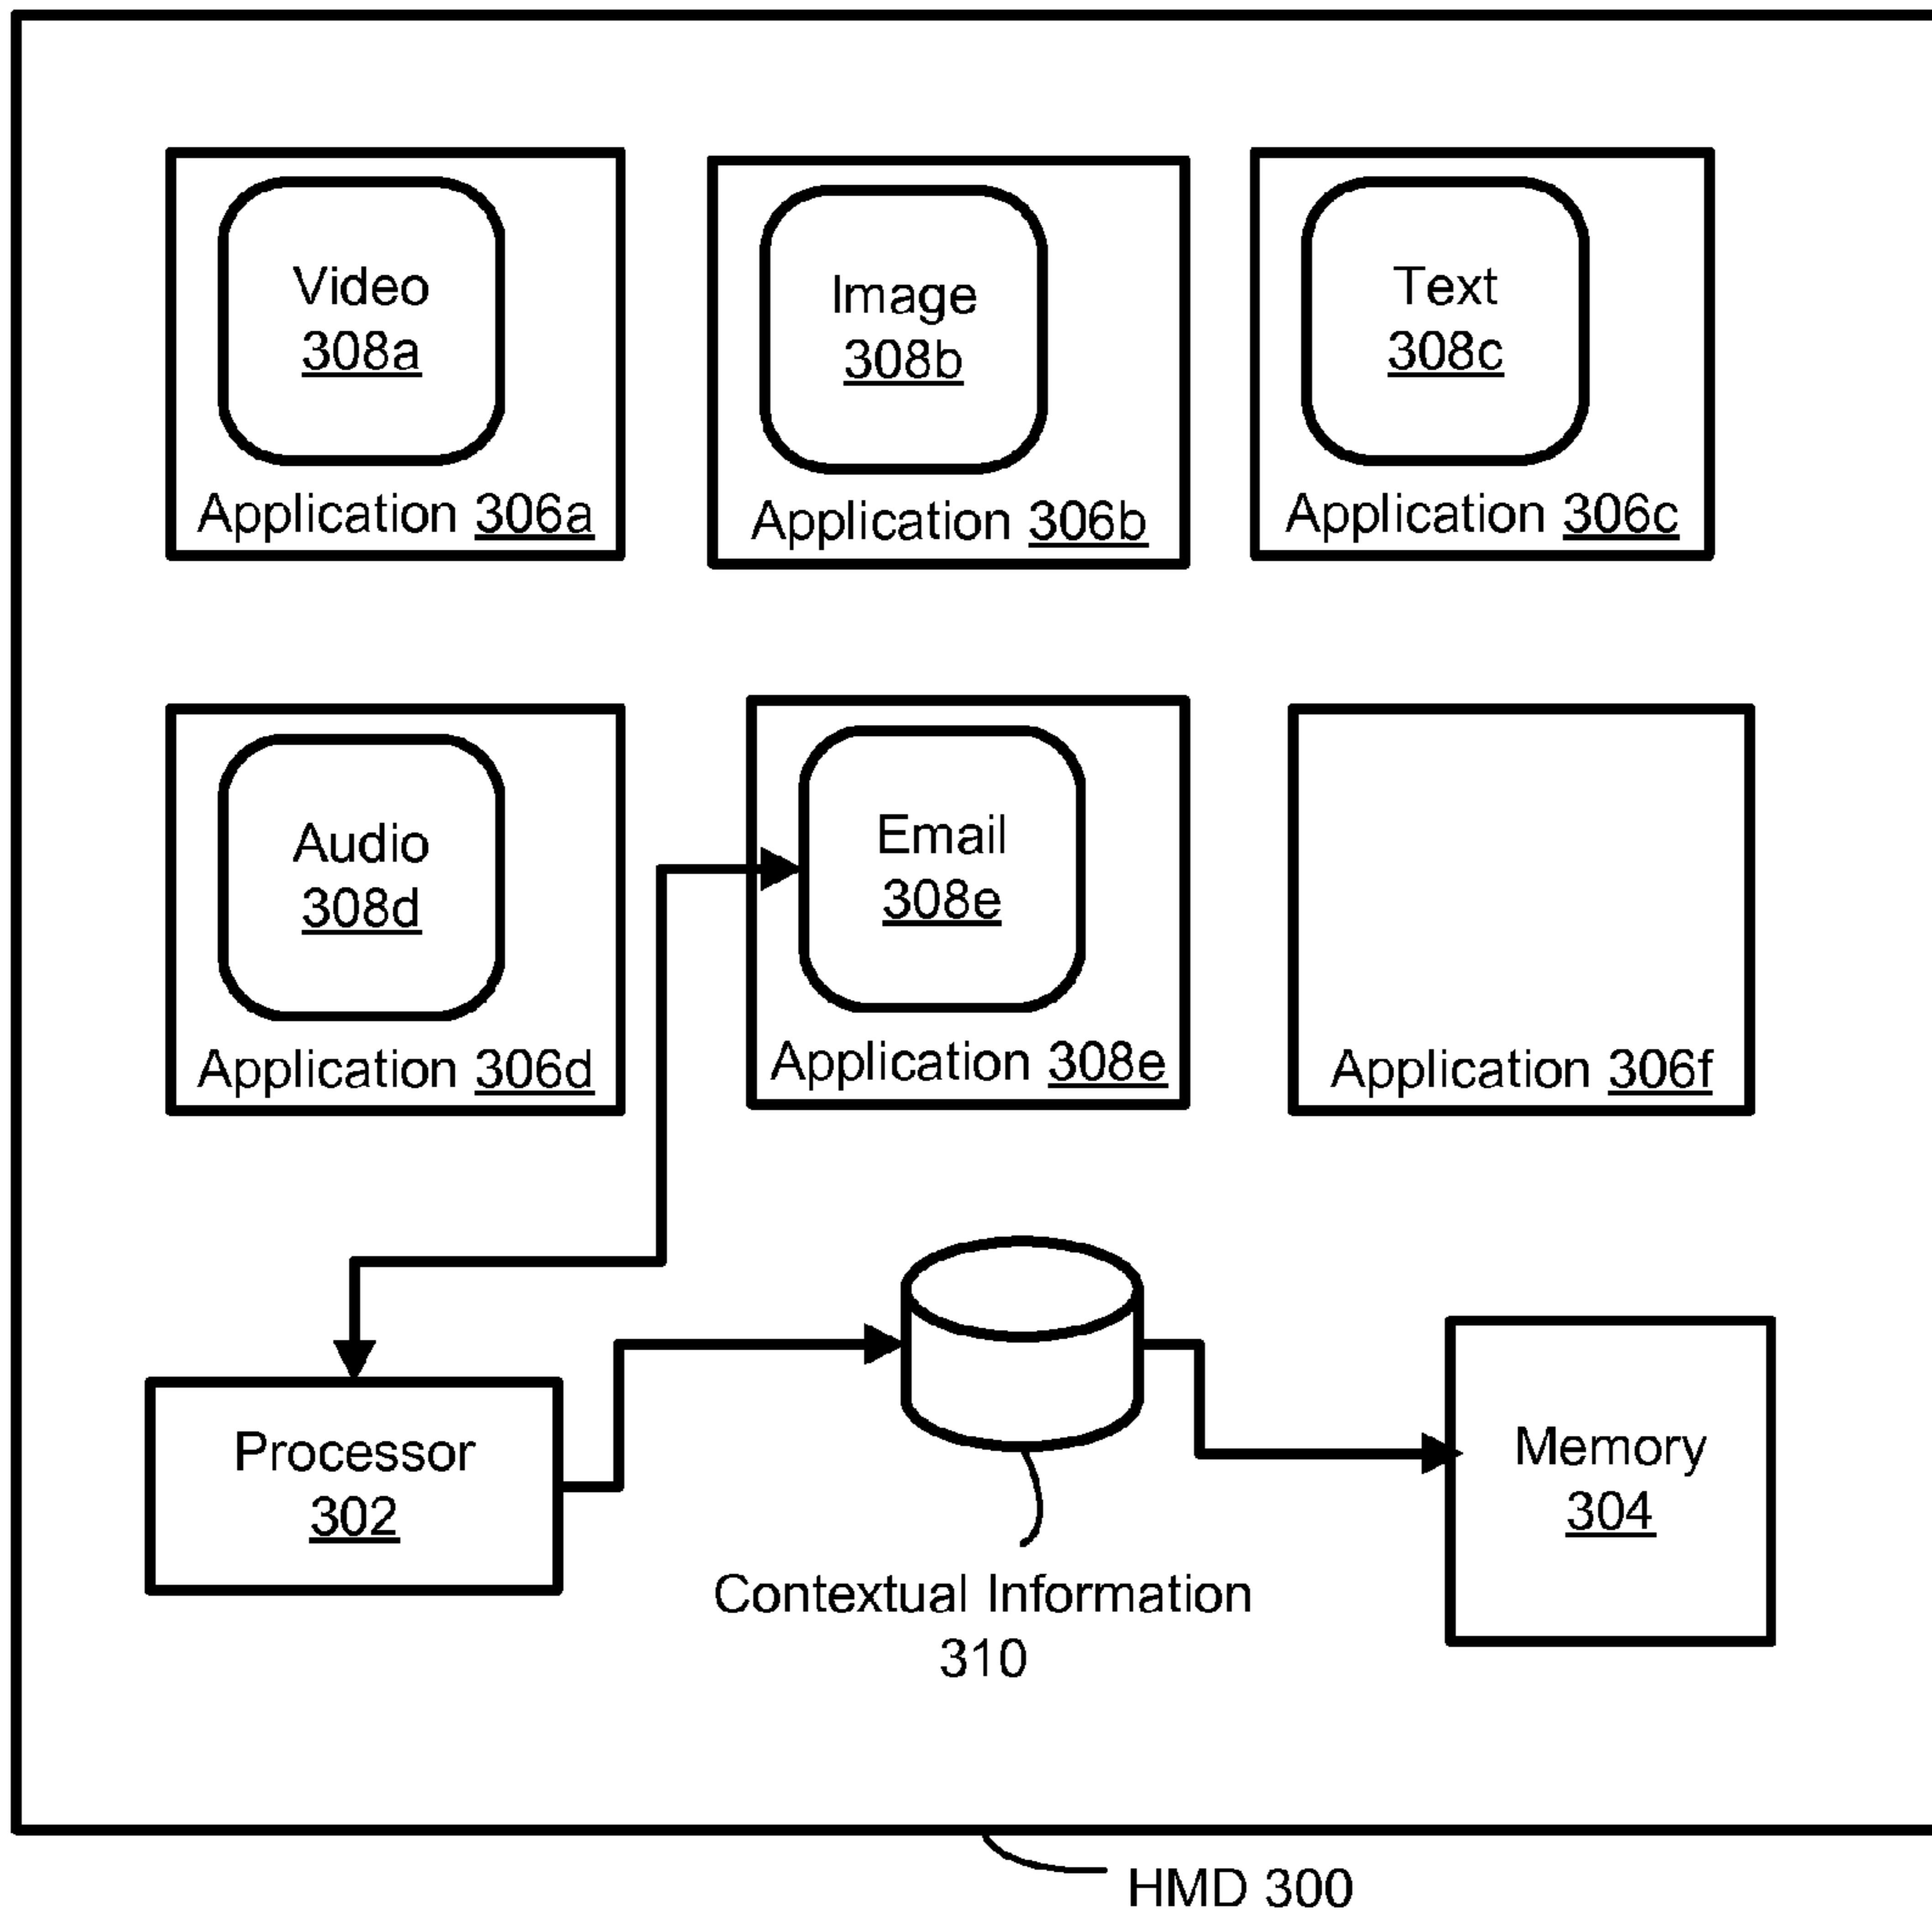 Video
308a
Application 306a
Image
308b
Application 306b
Text
308c
Application 306c
Audio
308d
Application 306d
Email
308e
Application 308e
Application 306f
Processor
302
Contextual Information
310
Memory
304
HMD 300